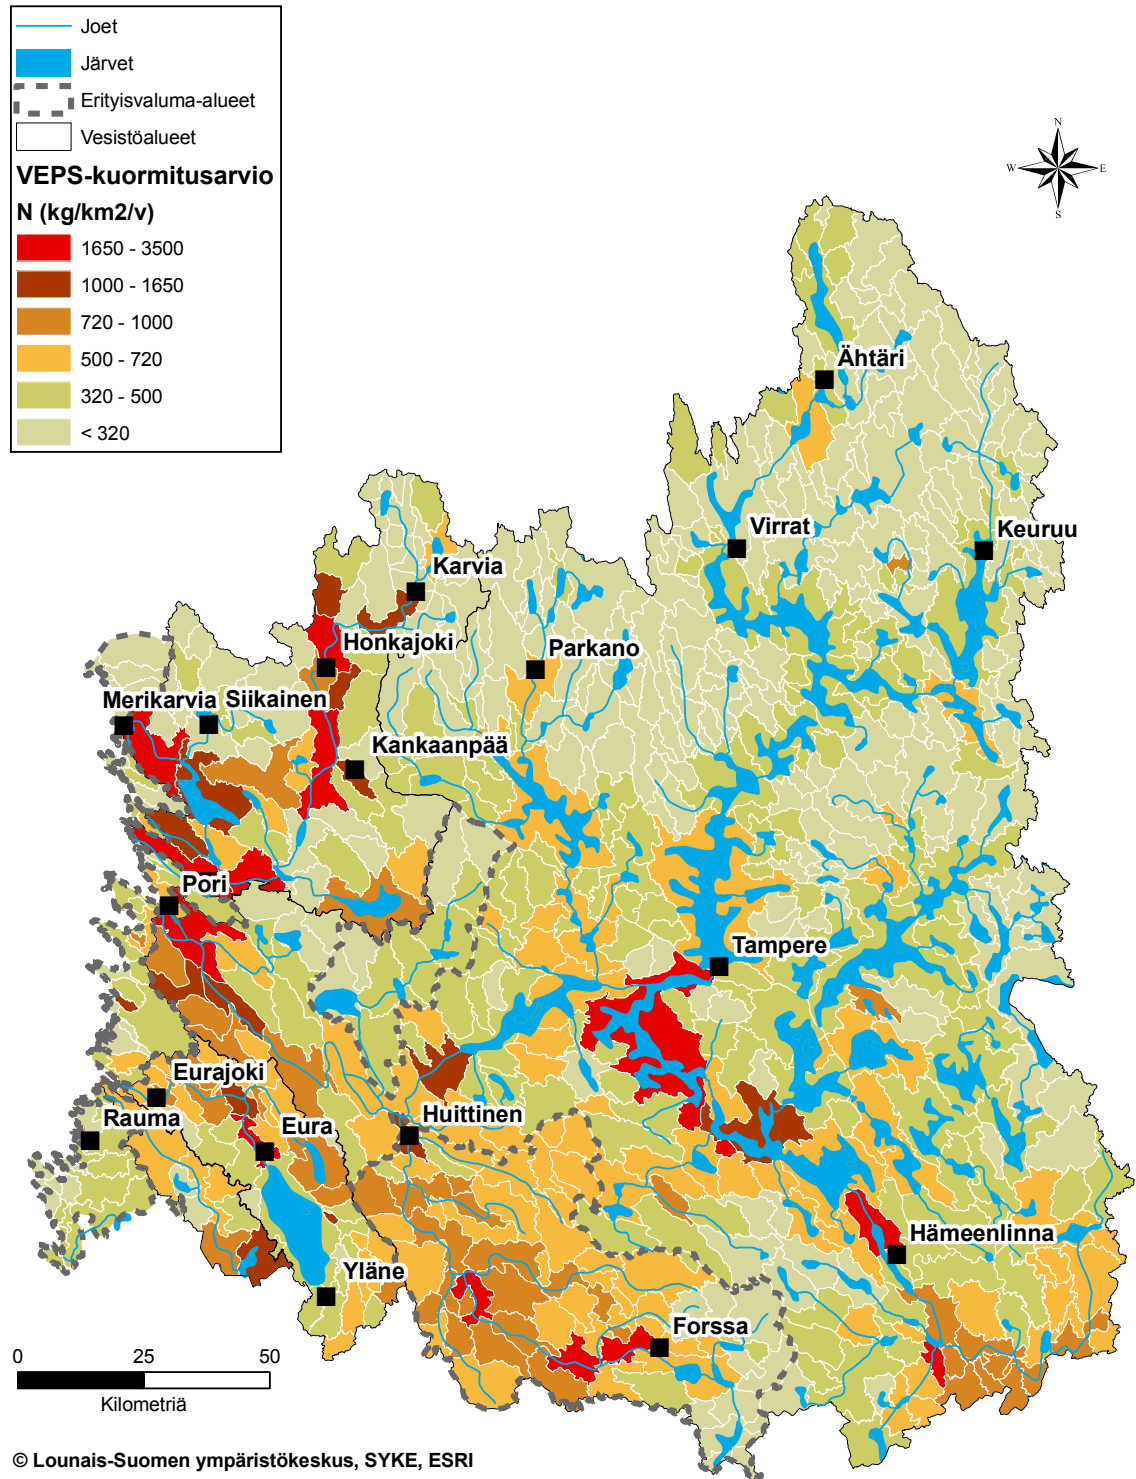 Joet
Järvet
Erityisvaluma-alueet
Vesistöalueet
VEPS-kuormitusarvio
N (kg/km2/v)
1650 - 3500
1000 - 1650
720 - 1000
500 - 720
320 - 500
< 320
N
W E
S
Ähtäri
Virrat
Keuruu
Karvia
Honkajoki
Parkano
Merikarvia
Siikainen
Kankaanpää
Pori
Tampere
Eurajoki
Rauma
Eura
Huittinen
Hämeenlinna
Yläne
Forssa
0 25 50
Kilometriä
© Lounais-Suomen ympäristökeskus, SYKE, ESRI